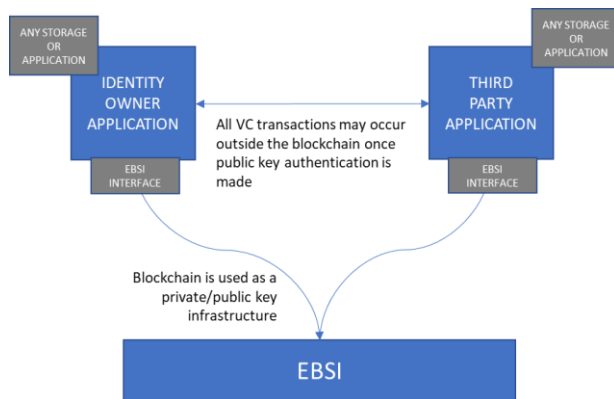 ANY STORAGE
OR
APPLICATION
IDENTITY
OWNER
APPLICATION
EBSI
INTERFACE
ANY STORAGE
OR
APPLICATION
THIRD
PARTY
APPLICATION
EBSI
INTERFACE
All VC transactions may occur
outside the blockchain once
public key authentication is
made
Blockchain is used as a
private/public key
infrastructure
EBSI